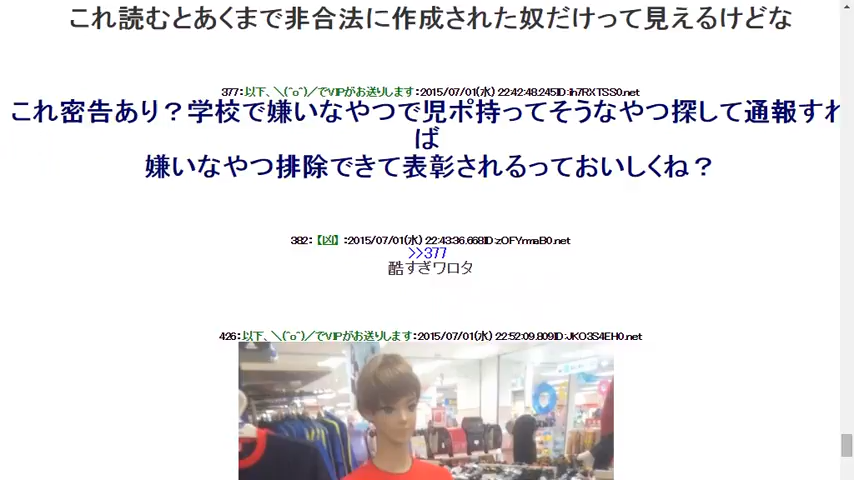 これ読むとあくまで非合法に作成された奴だけって見えるけどな
377：以下、＼(^o^)／でVIPがお送りします：2015/07/01(水) 22:42:48.245ID:ih7RXTSS0.net
これ密告あり？学校で嫌いなやつで児ポ持ってそうなやつ探して通報すれ
ば
嫌いなやつ排除できて表彰されるっておいしくね？
382：【凶】：2015/07/01(水) 22:43:36.668ID:zOFYrmaB0.net
>>377
酷すぎワロタ
426：以下、＼(^o^)／でVIPがお送りします：2015/07/01(水) 22:52:09.809ID:JKO3S4EH0.net